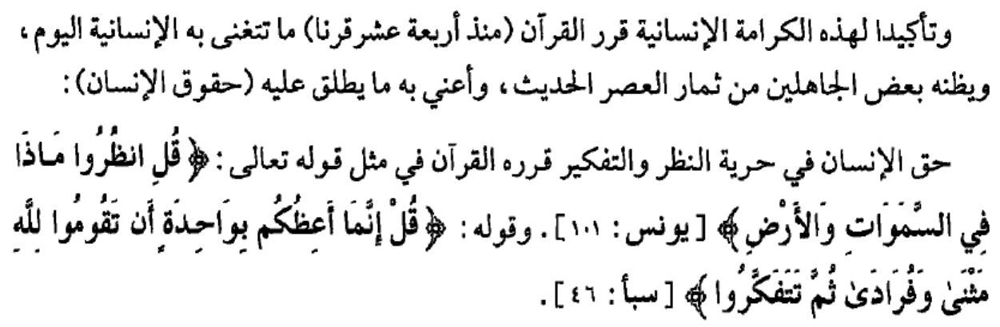 وتأكيدا لهذه الكرامة الإنسانية قرر القرآن (منذ أربعة عشر قرنا) ما تتغنى به الإنسانية اليوم،
ويظنه بعض الجاهلين من ثمار العصر الحديث، وأعني به ما يطلق عليه (حقوق الإنسان):
حق الإنسان في حرية النظر والتفكير قرره القرآن في مثل قوله تعالى: ﴿قُلِ انظُرُوا مَاذَا
فِي السَّمَوَاتِ وَالأَرْضِ﴾ [يونس: ١٠١]. وقوله: ﴿قُلْ إِنَّمَا أَعِظُكُم بِوَاحِدَةٍ أَن تَقُومُوا لِلَّهِ
مَثْنَىٰ وَفُرَادَىٰ ثُمَّ تَتَفَكَّرُوا﴾ [سبأ: ٤٦].